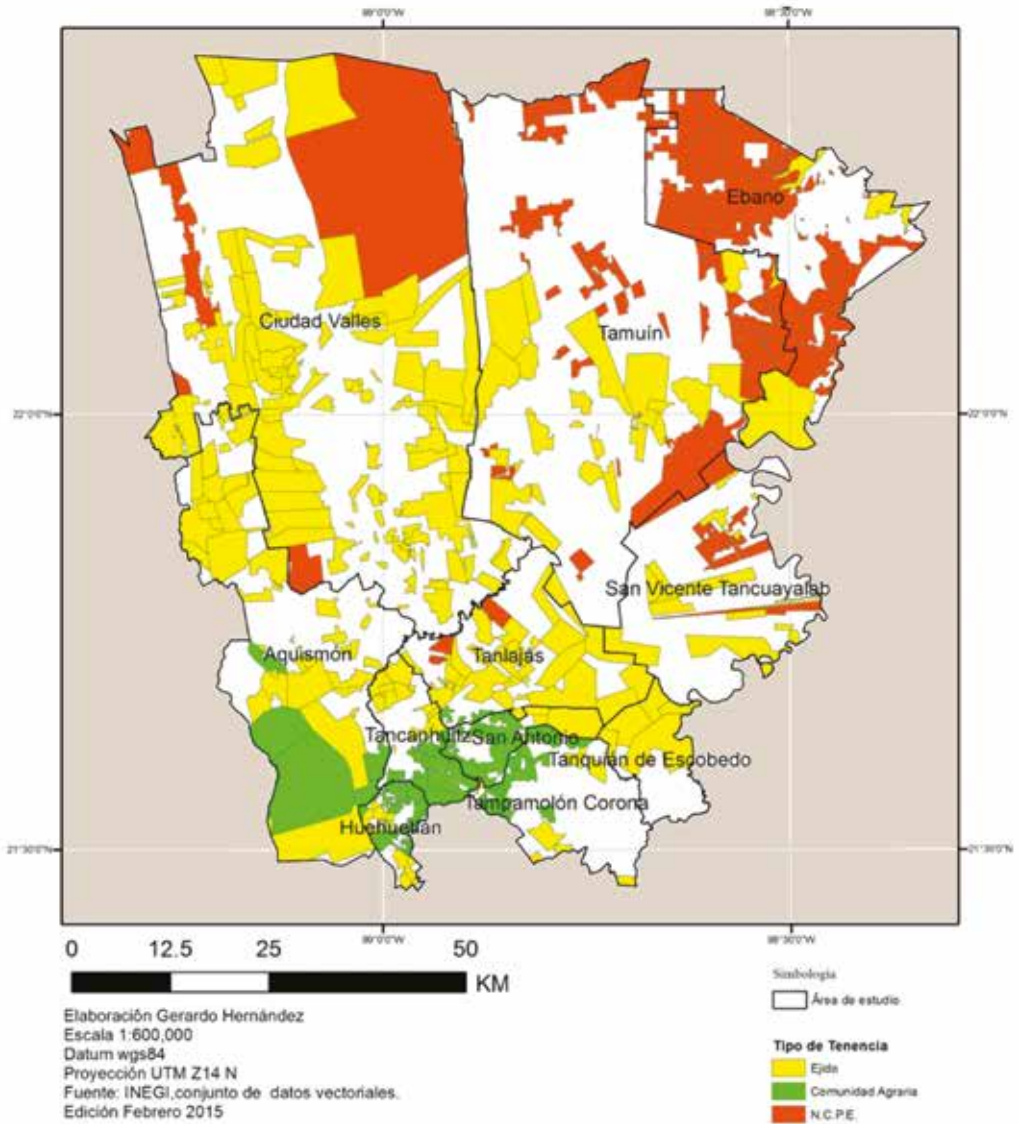 99°0'0"W 98°30'0"W
Ebano
Ciudad Valles
Tamuín
22°0'0"N 22°0'0"N
San Vicente Tancuayalab
Aquismón
Tanlajás
Tancanhuitz
San Antonio
Tanquián de Escobedo
Tampamolón Corona
Huehuetlán
21°30'0"N 21°30'0"N
99°0'0"W 98°30'0"W
0 12.5 25 50
KM
Simbología
Área de estudio
Elaboración Gerardo Hernández
Escala 1:600,000
Datum wgs84
Proyección UTM Z14 N
Fuente: INEGI,conjunto de datos vectoriales.
Edición Febrero 2015
Tipo de Tenencia
Ejido
Comunidad Agraria
N.C.P.E.